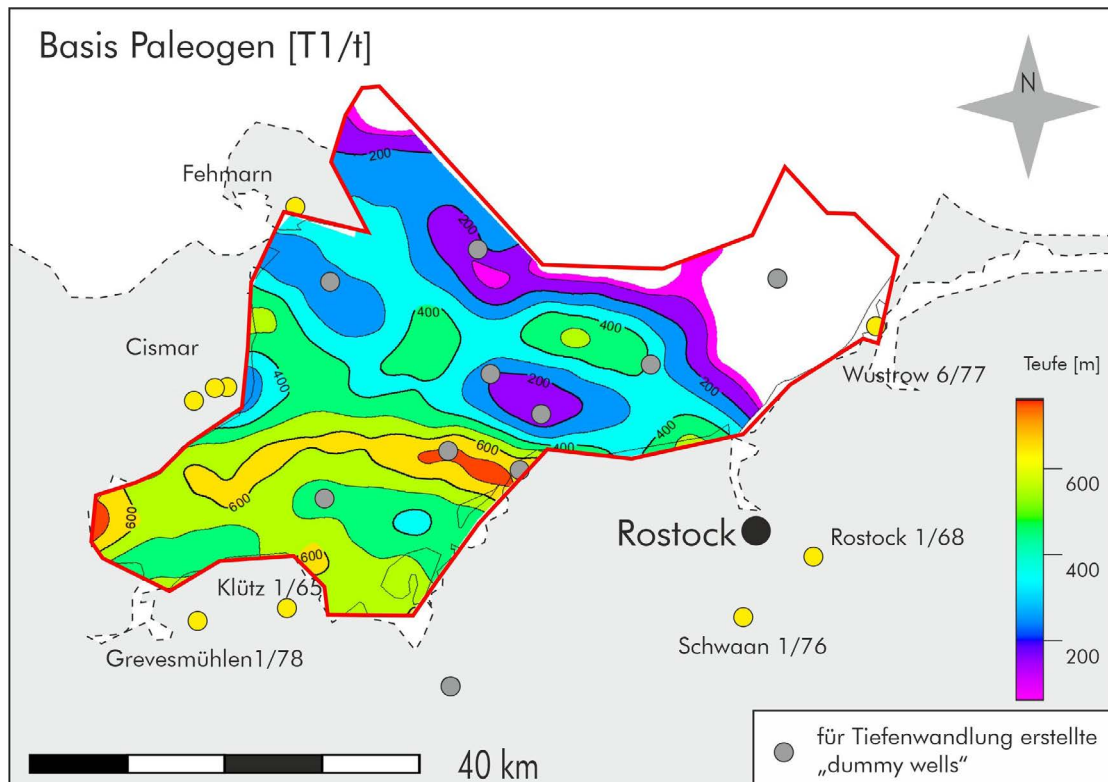 Basis Paleogen [T1/t]
N
200
Fehmarn
200
400
400
Cismar
Wustrow 6/77
Teufe [m]
400
200
200
400
400
600
600
600
600
Rostock
Rostock 1/68
400
600
Klütz 1/65
Schwaan 1/76
200
Grevesmühlen1/78
für Tiefenwandlung erstellte
„dummy wells“
40 km